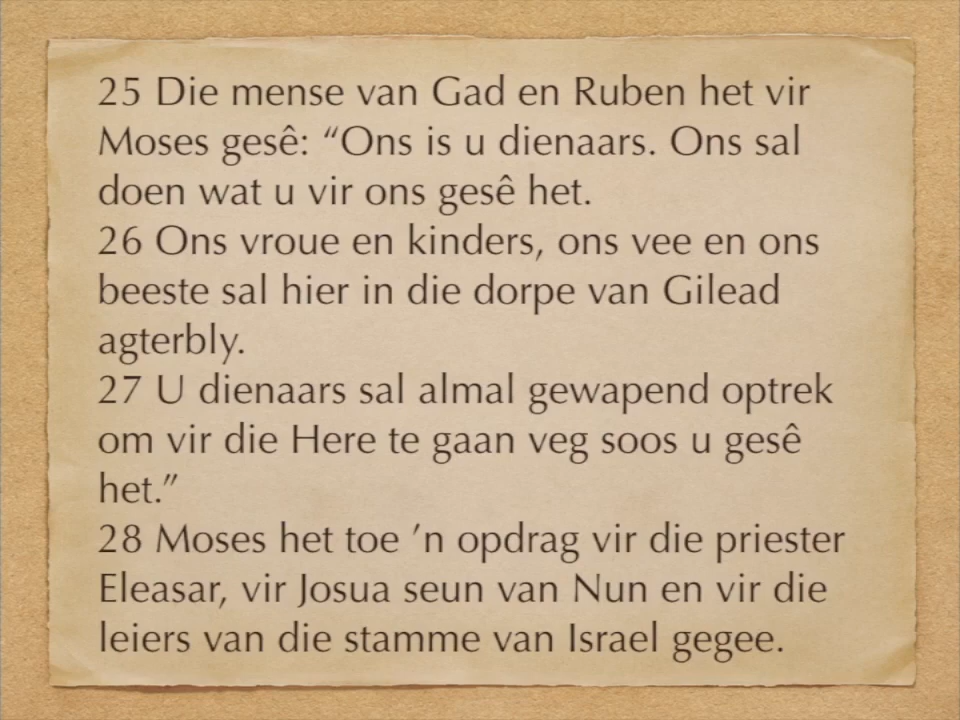 25 Die mense van Gad en Ruben het vir
Moses gesê: “Ons is u dienaars. Ons sal
doen wat u vir ons gesê het.
26 Ons vroue en kinders, ons vee en ons
beeste sal hier in die dorpe van Gilead
agterbly.
27 U dienaars sal almal gewapend optrek
om vir die Here te gaan veg soos u gesê
het.”
28 Moses het toe ’n opdrag vir die priester
Eleasar, vir Josua seun van Nun en vir die
leiers van die stamme van Israel gegee.